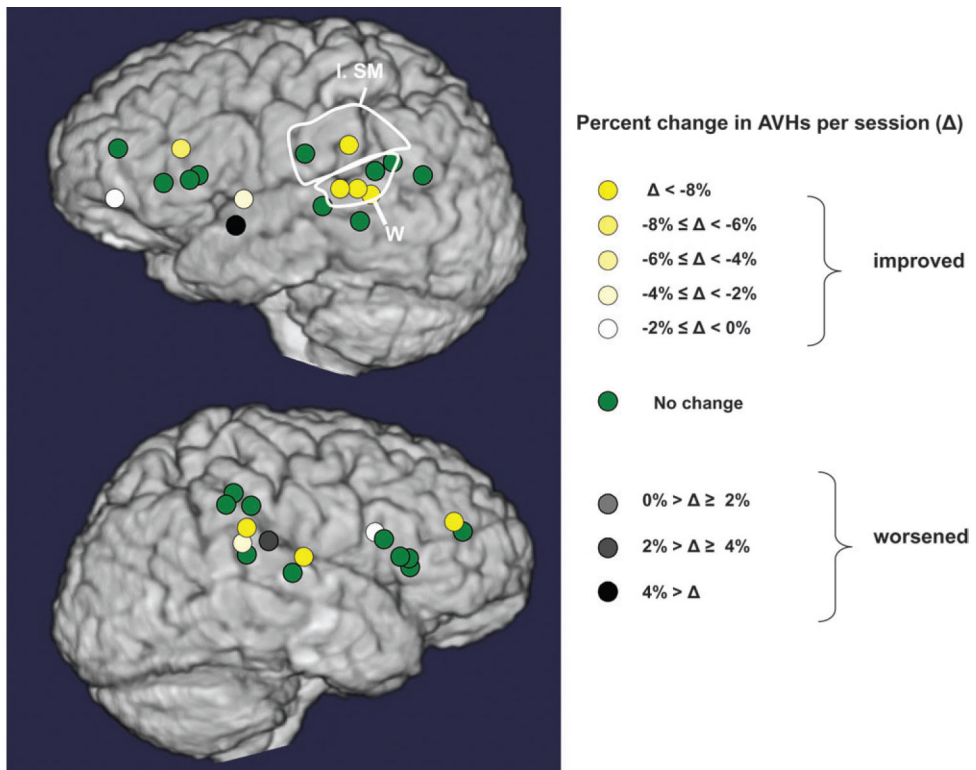 I. SM
W
Percent change in AVHs per session (Δ)
Δ < -8%
-8% ≤ Δ < -6%
-6% ≤ Δ < -4%
-4% ≤ Δ < -2%
-2% ≤ Δ < 0%
improved
No change
0% > Δ ≥ 2%
2% > Δ ≥ 4%
4% > Δ
worsened